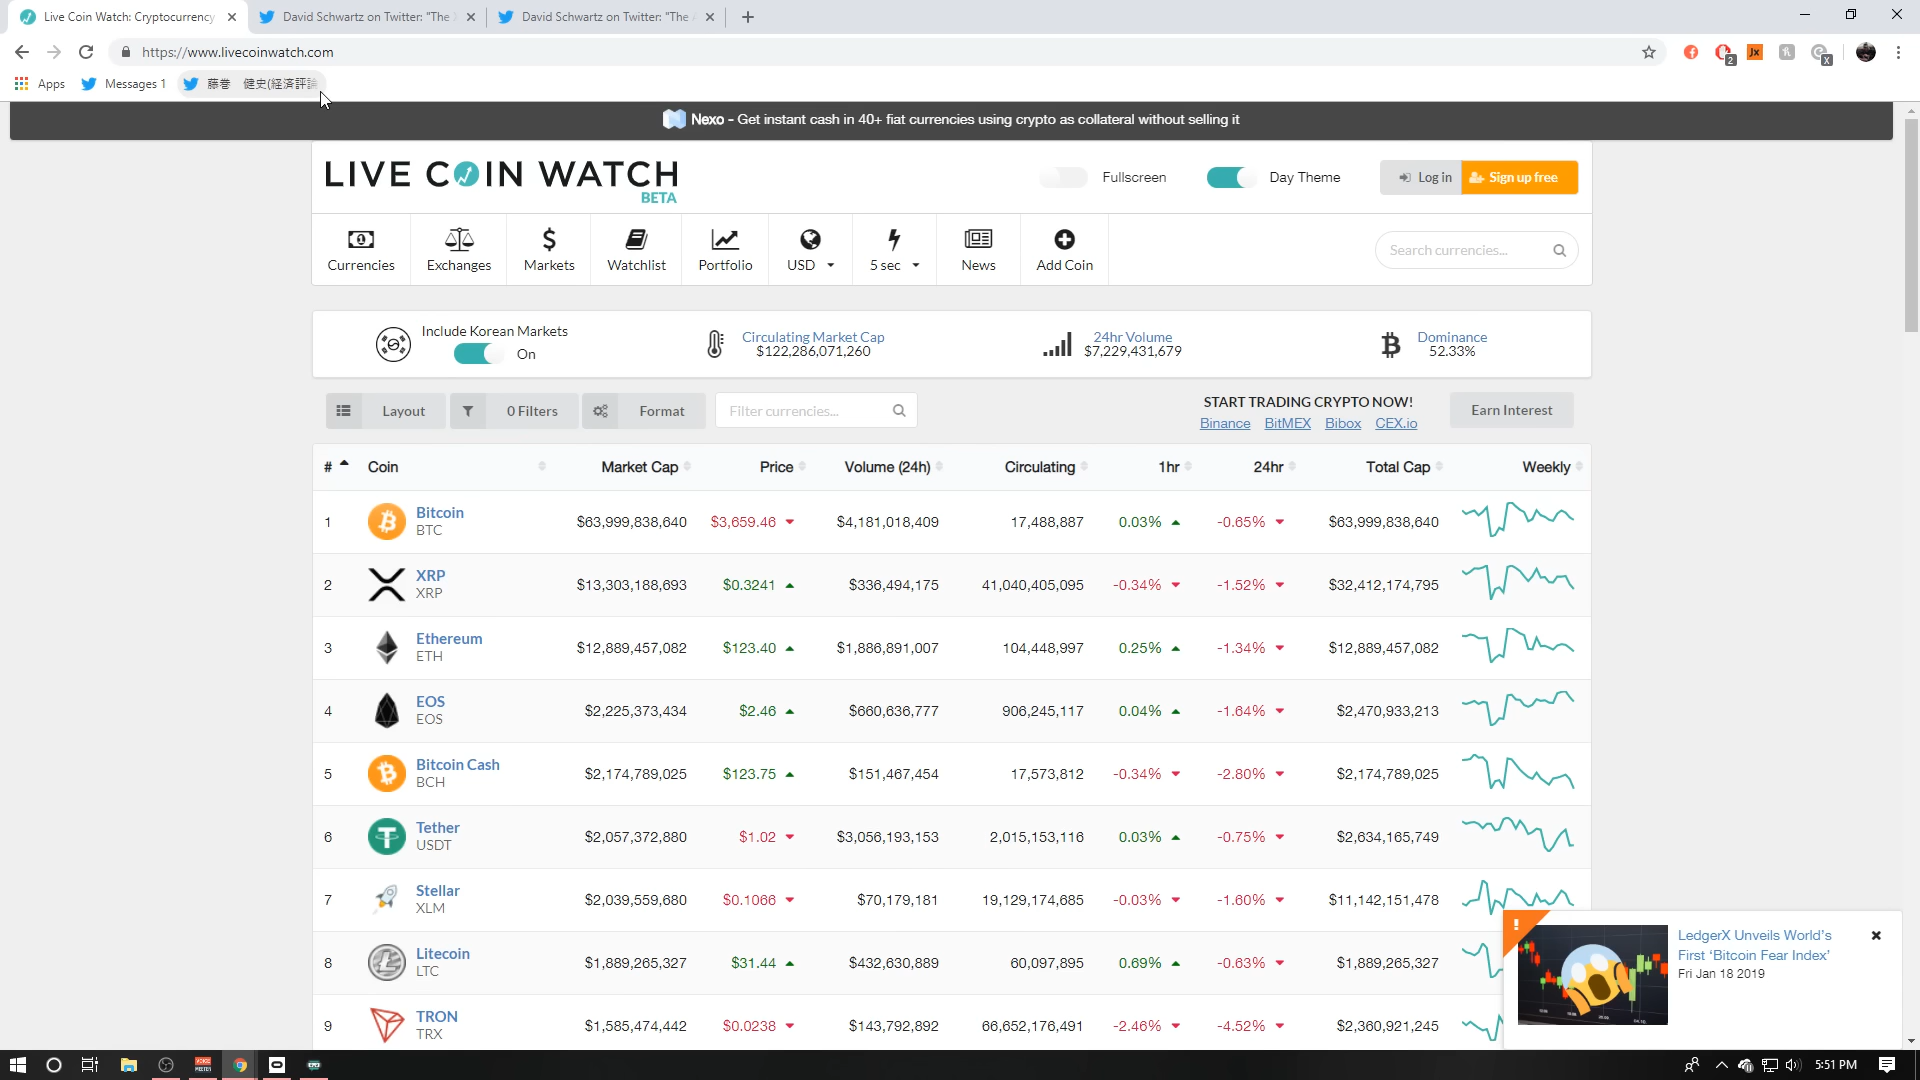 Live Coin Watch: Cryptocurrency
David Schwartz on Twitter: "The
David Schwartz on Twitter: "The
https://www.livecoinwatch.com
2
Jx
X
Apps
Messages 1
藤巻 健史(経済評論
Nexo - Get instant cash in 40+ fiat currencies using crypto as collateral without selling it
LIVE COIN WATCH
BETA
Fullscreen
Day Theme
Log in
Sign up free
Currencies
Exchanges
Markets
Watchlist
Portfolio
USD
5 sec
News
Add Coin
Search currencies...
Include Korean Markets
On
Circulating Market Cap
$122,286,071,260
24hr Volume
$7,229,431,679
Dominance
52.33%
Layout
0 Filters
Format
Filter currencies...
START TRADING CRYPTO NOW!
Binance BitMEX Bibox CEX.io
Earn Interest
# Coin Market Cap Price Volume (24h) Circulating 1hr 24hr Total Cap Weekly
1 Bitcoin BTC $63,999,838,640 $3,659.46 $4,181,018,409 17,488,887 0.03% -0.65% $63,999,838,640
2 XRP XRP $13,303,188,693 $0.3241 $336,494,175 41,040,405,095 -0.34% -1.52% $32,412,174,795
3 Ethereum ETH $12,889,457,082 $123.40 $1,886,891,007 104,448,997 0.25% -1.34% $12,889,457,082
4 EOS EOS $2,225,373,434 $2.46 $660,636,777 906,245,117 0.04% -1.64% $2,470,933,213
5 Bitcoin Cash BCH $2,174,789,025 $123.75 $151,467,454 17,573,812 -0.34% -2.80% $2,174,789,025
6 Tether USDT $2,057,372,880 $1.02 $3,056,193,153 2,015,153,116 0.03% -0.75% $2,634,165,749
7 Stellar XLM $2,039,559,680 $0.1066 $70,179,181 19,129,174,685 -0.03% -1.60% $11,142,151,478
8 Litecoin LTC $1,889,265,327 $31.44 $432,630,889 60,097,895 0.69% -0.63% $1,889,265,327
9 TRON TRX $1,585,474,442 $0.0238 $143,792,892 66,652,176,491 -2.46% -4.52% $2,360,921,245
LedgerX Unveils World's
First 'Bitcoin Fear Index'
Fri Jan 18 2019
5:51 PM